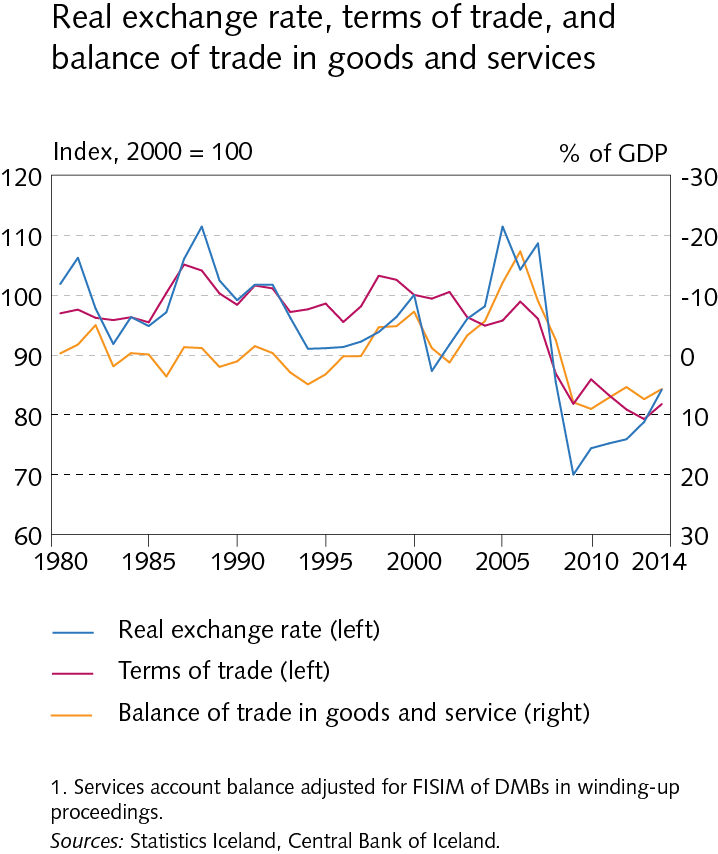 Real exchange rate, terms of trade, and
balance of trade in goods and services
Index, 2000 = 100
% of GDP
120
110
100
90
80
70
60
-30
-20
-10
0
10
20
30
1980
1985
1990
1995
2000
2005
2010
2014
Real exchange rate (left)
Terms of trade (left)
Balance of trade in goods and service (right)
1. Services account balance adjusted for FISIM of DMBs in winding-up
proceedings.
Sources: Statistics Iceland, Central Bank of Iceland.